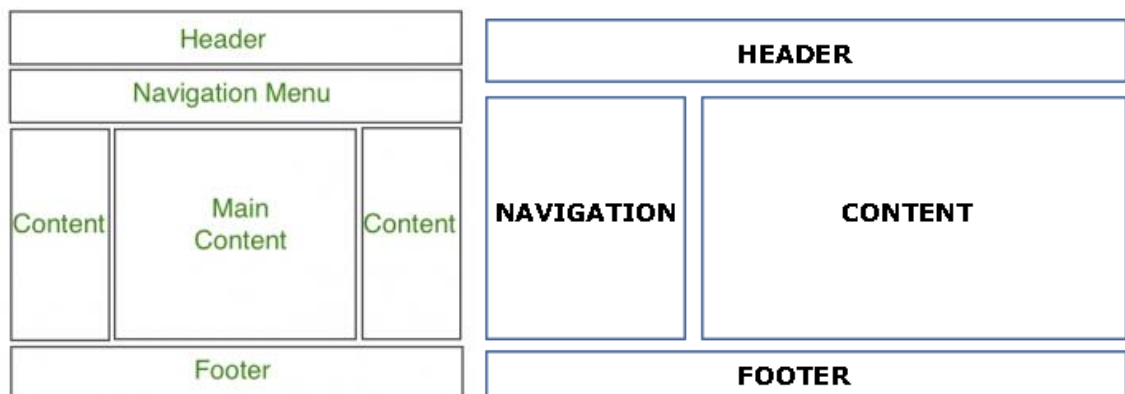 Header
Navigation Menu
Content
Main
Content
Content
Footer
HEADER
NAVIGATION
CONTENT
FOOTER